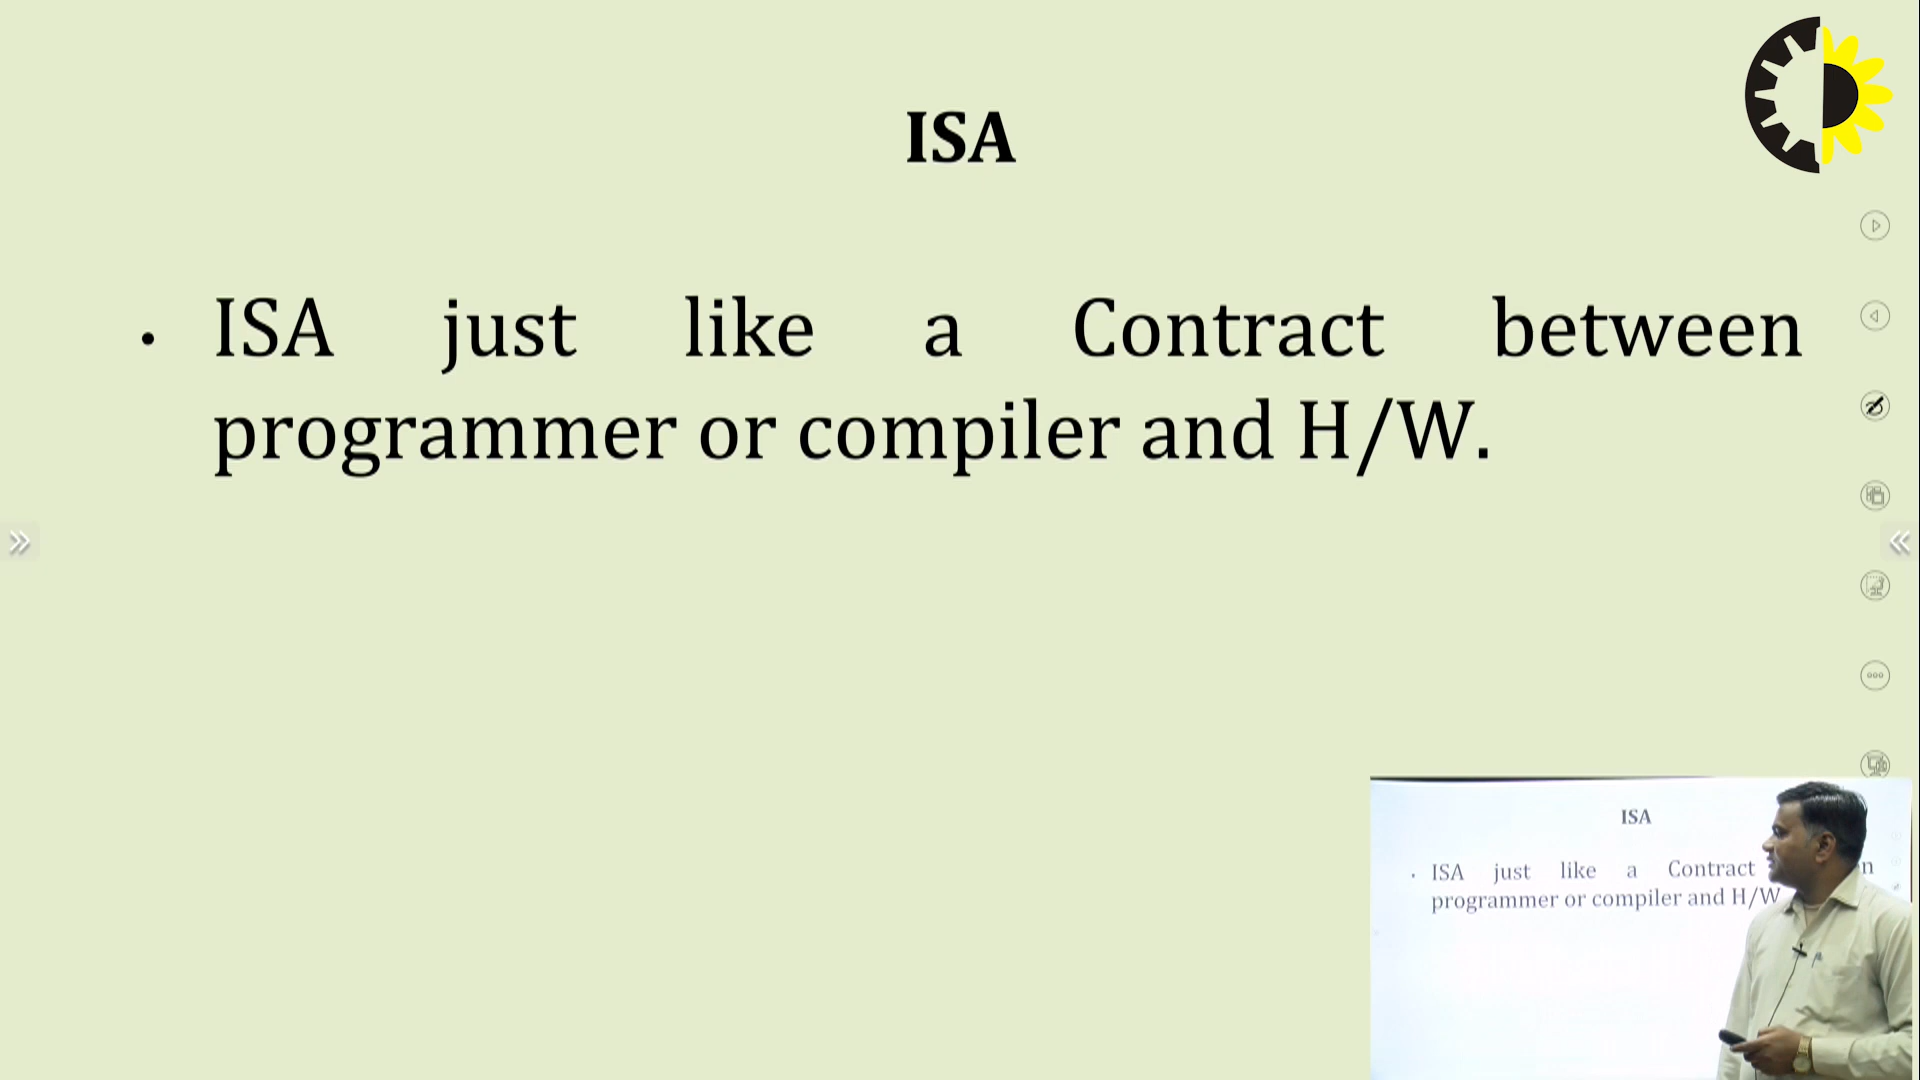 ISA
• ISA just like a Contract between
programmer or compiler and H/W.
ISA
• ISA just like a Contract n
programmer or compiler and H/W